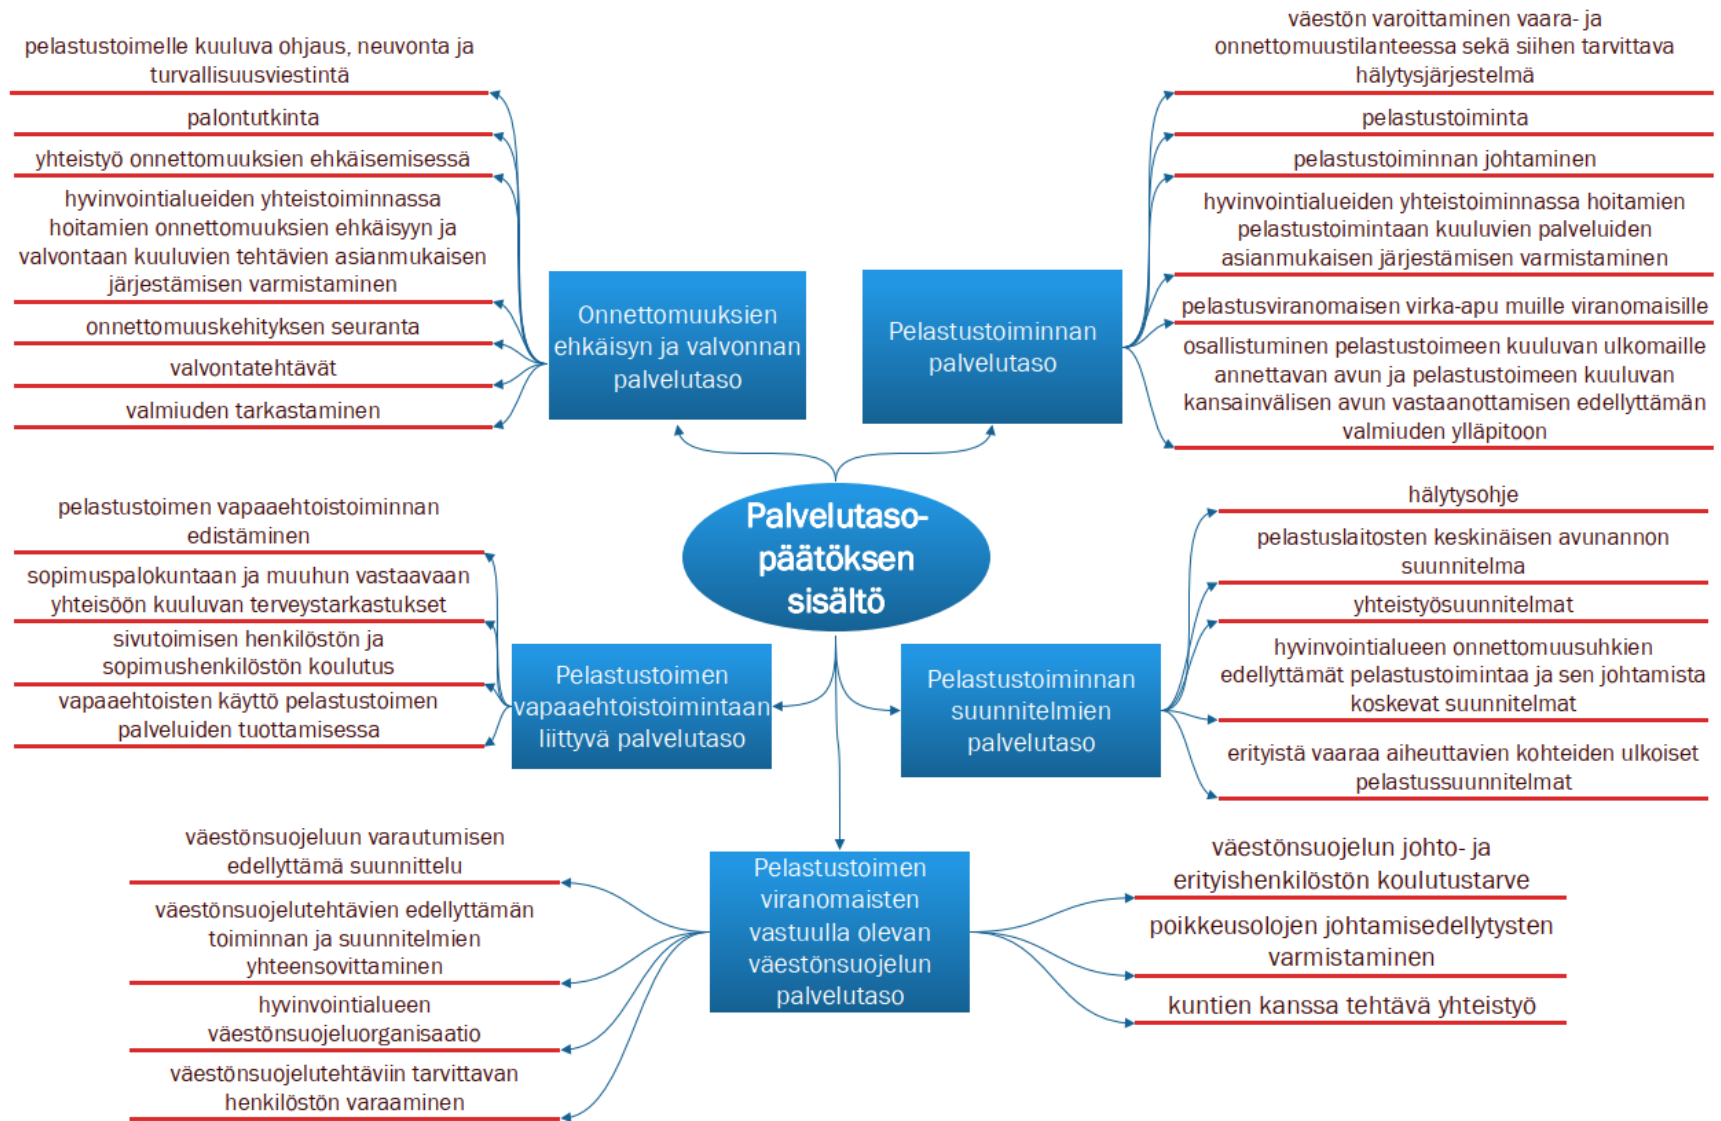 Palvelutaso-
päätöksen
sisältö
Onnettomuuksien
ehkäisyn ja valvonnan
palvelutaso
pelastustoimelle kuuluva ohjaus, neuvonta ja
turvallisuusviestintä
palontutkinta
yhteistyö onnettomuuksien ehkäisemisessä
hyvinvointialueiden yhteistoiminnassa
hoitamien onnettomuuksien ehkäisyyn ja
valvontaan kuuluvien tehtävien asianmukaisen
järjestämisen varmistaminen
onnettomuuskehityksen seuranta
valvontatehtävät
valmiuden tarkastaminen
Pelastustoiminnan
palvelutaso
väestön varoittaminen vaara- ja
onnettomuustilanteessa sekä siihen tarvittava
hälytysjärjestelmä
pelastustoiminta
pelastustoiminnan johtaminen
hyvinvointialueiden yhteistoiminnassa hoitamien
pelastustoimintaan kuuluvien palveluiden
asianmukaisen järjestämisen varmistaminen
pelastusviranomaisen virka-apu muille viranomaisille
osallistuminen pelastustoimeen kuuluvan ulkomaille
annettavan avun ja pelastustoimeen kuuluvan
kansainvälisen avun vastaanottamisen edellyttämän
valmiuden ylläpitoon
Pelastustoimen
vapaaehtoistoimintaan
liittyvä palvelutaso
pelastustoimen vapaaehtoistoiminnan
edistäminen
sopimuspalokuntaan ja muuhun vastaavaan
yhteisöön kuuluvan terveystarkastukset
sivutoimisen henkilöstön ja
sopimushenkilöstön koulutus
vapaaehtoisten käyttö pelastustoimen
palveluiden tuottamisessa
Pelastustoiminnan
suunnitelmien
palvelutaso
hälytysohje
pelastuslaitosten keskinäisen avunannon
suunnitelma
yhteistyösuunnitelmat
hyvinvointialueen onnettomuusuhkien
edellyttämät pelastustoimintaa ja sen johtamista
koskevat suunnitelmat
erityistä vaaraa aiheuttavien kohteiden ulkoiset
pelastussuunnitelmat
Pelastustoimen
viranomaisten
vastuulla olevan
väestönsuojelun
palvelutaso
väestönsuojeluun varautumisen
edellyttämä suunnittelu
väestönsuojelutehtävien edellyttämän
toiminnan ja suunnitelmien
yhteensovittaminen
hyvinvointialueen
väestönsuojeluorganisaatio
väestönsuojelutehtäviin tarvittavan
henkilöstön varaaminen
väestönsuojelun johto- ja
erityishenkilöstön koulutustarve
poikkeusolojen johtamisedellytysten
varmistaminen
kuntien kanssa tehtävä yhteistyö